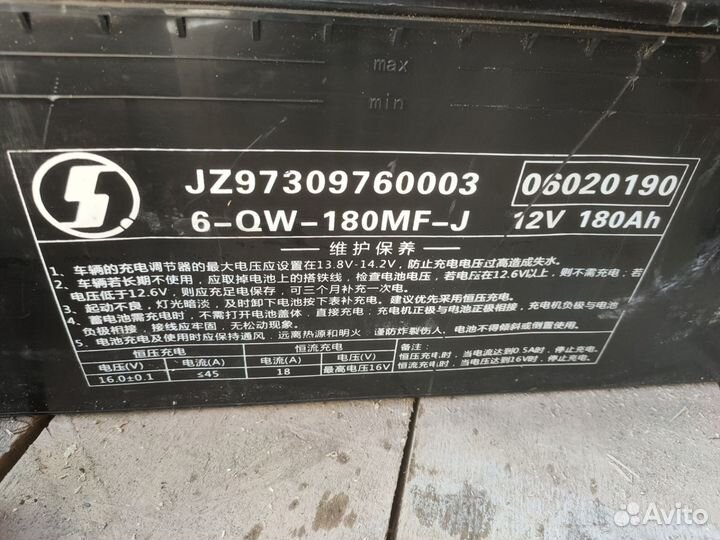 max
min
JZ97309760003 06020190
6-QW-180MF-J 12V 180Ah
维护保养
1、车辆的充电调节器的最大电压应设置在13.8V-14.2V,防止充电电压过高造成失水。
2、车辆若长期不使用,应取掉电池上的搭铁线,检查电池电压,若电压在12.6V以上,则不需充电;若
电压低于12.6V,则应充足电保存,可三个月补充一次电。
3、起动不良,灯光暗淡,及时卸下电池按下表补充电。建议优先采用恒压充电。
4、蓄电池需充电时,不需打开电池盖体,直接充电,充电机正极与电池正极相接,充电机负极与电池
负极相接,接线应牢固,无松动现象。
5、电池充电及使用时应保持通风,远离热源和明火,谨防炸裂伤人,电池不得倾斜或倒置使用。
恒压充电 恒流充电 备注:
电压(V) 电流(A) 电流(A) 电压(V) 恒压充电时,当电流达到0.5A时,停止充电。
16.0±0.1 ≤45 18 最高电压16V 恒流充电时,当电压达到16V时,停止充电。
Avito